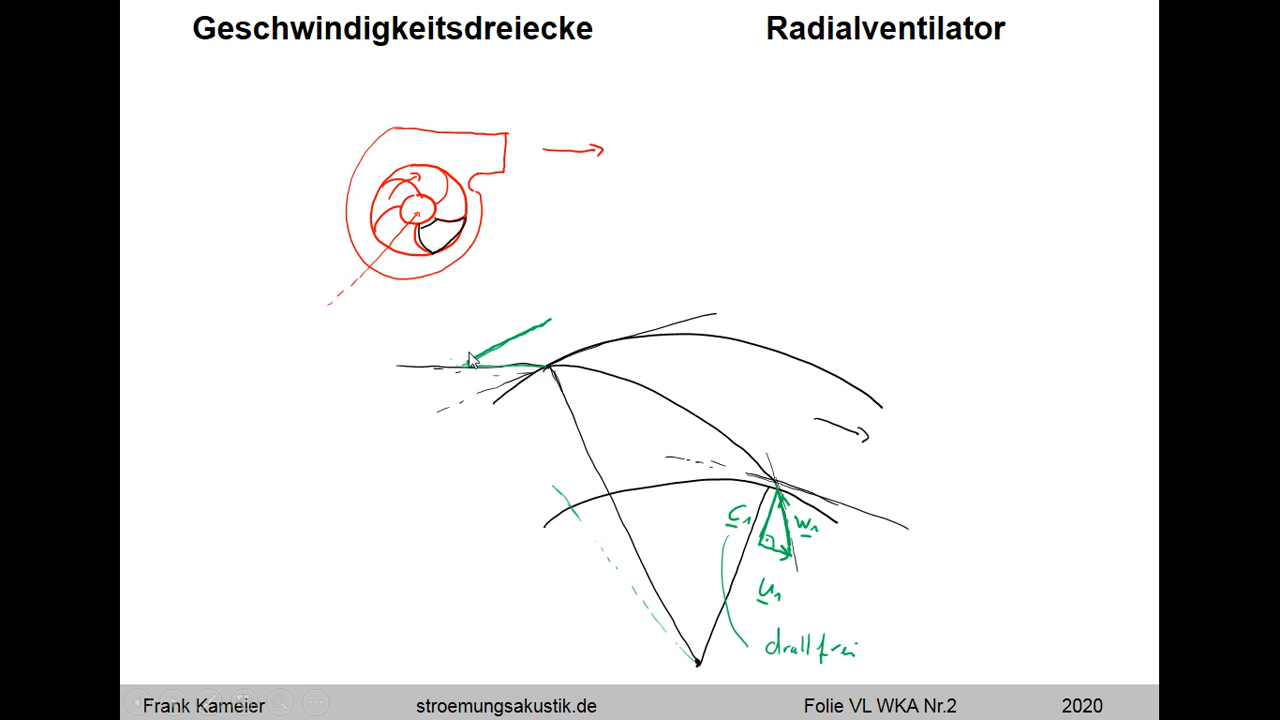 Geschwindigkeitsdreiecke Radialventilator
c₁ w₁
u₁
drallfrei
Frank Kameier stroemungsakustik.de Folie VL WKA Nr.2 2020